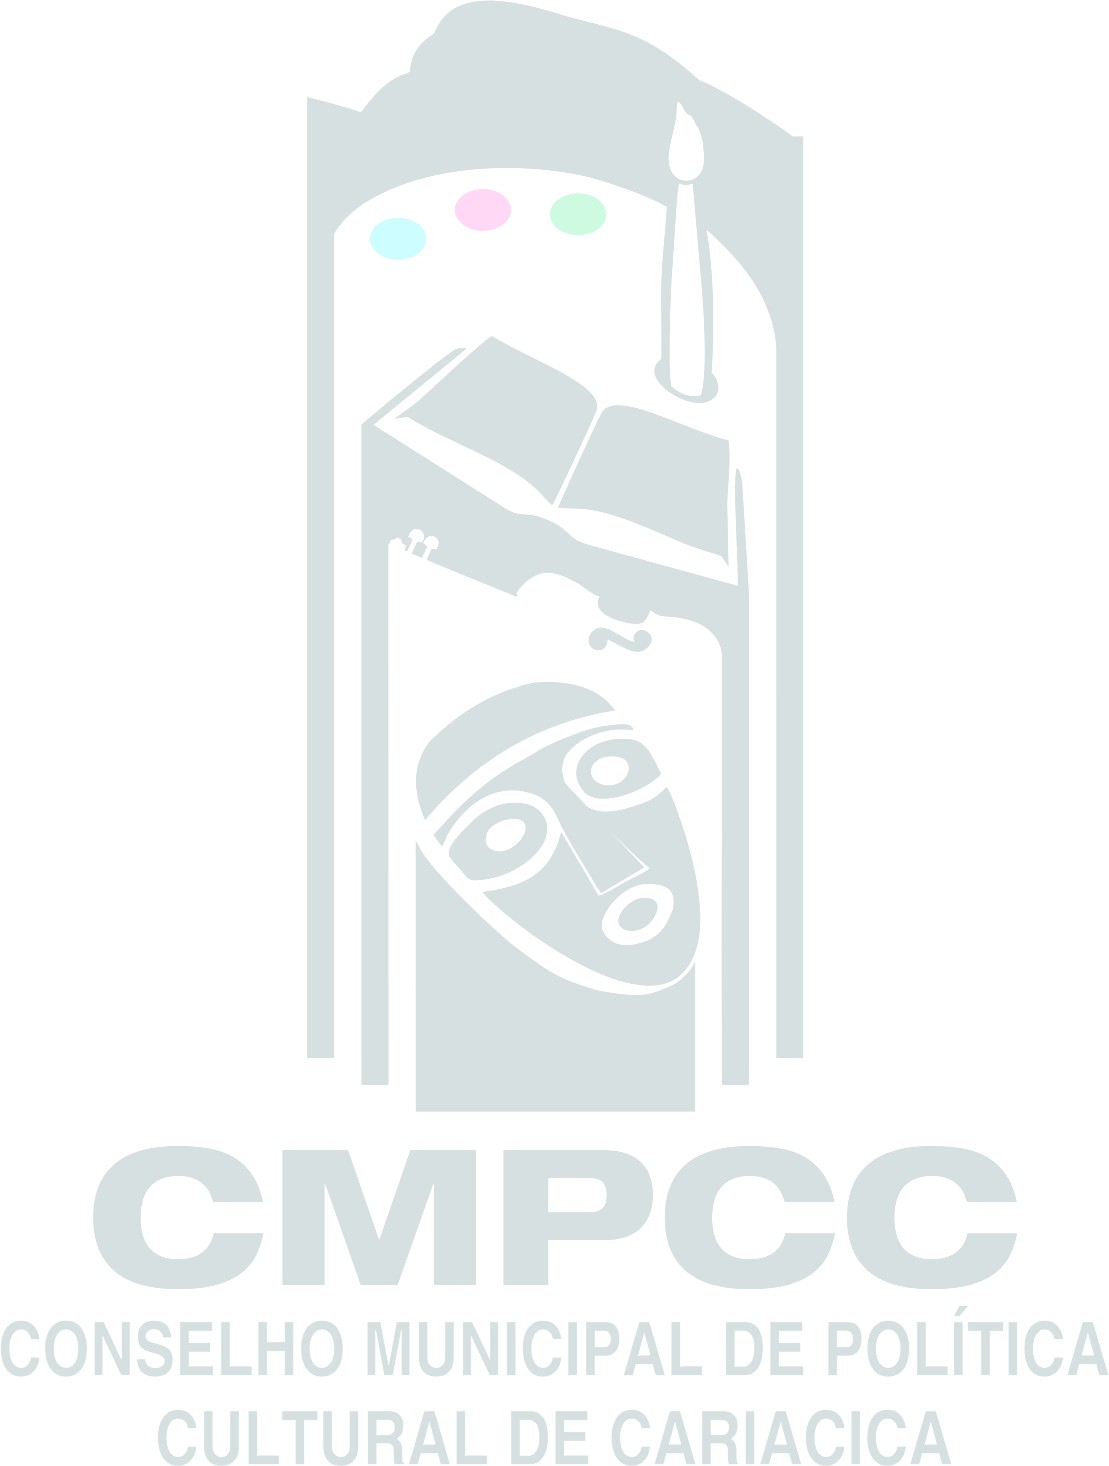 CMPCC
CONSELHO MUNICIPAL DE POLÍTICA
CULTURAL DE CARIACICA